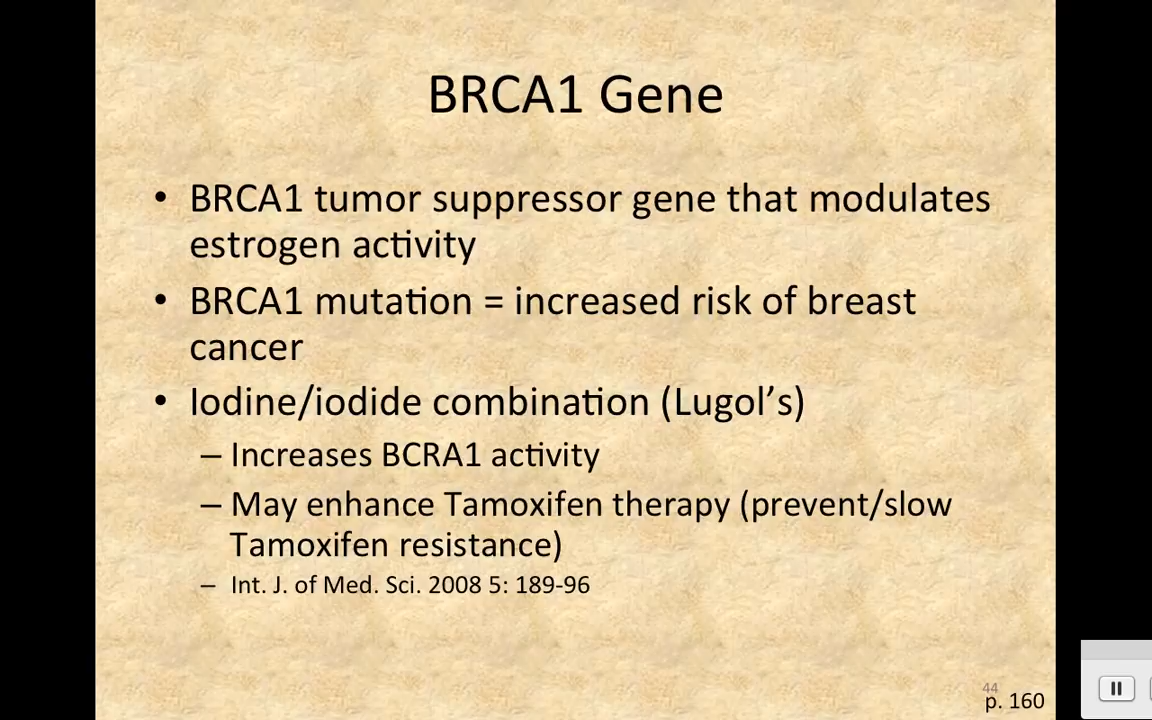 BRCA1 Gene
• BRCA1 tumor suppressor gene that modulates
estrogen activity
• BRCA1 mutation = increased risk of breast
cancer
• Iodine/iodide combination (Lugol’s)
– Increases BCRA1 activity
– May enhance Tamoxifen therapy (prevent/slow
Tamoxifen resistance)
– Int. J. of Med. Sci. 2008 5: 189-96
44
p. 160